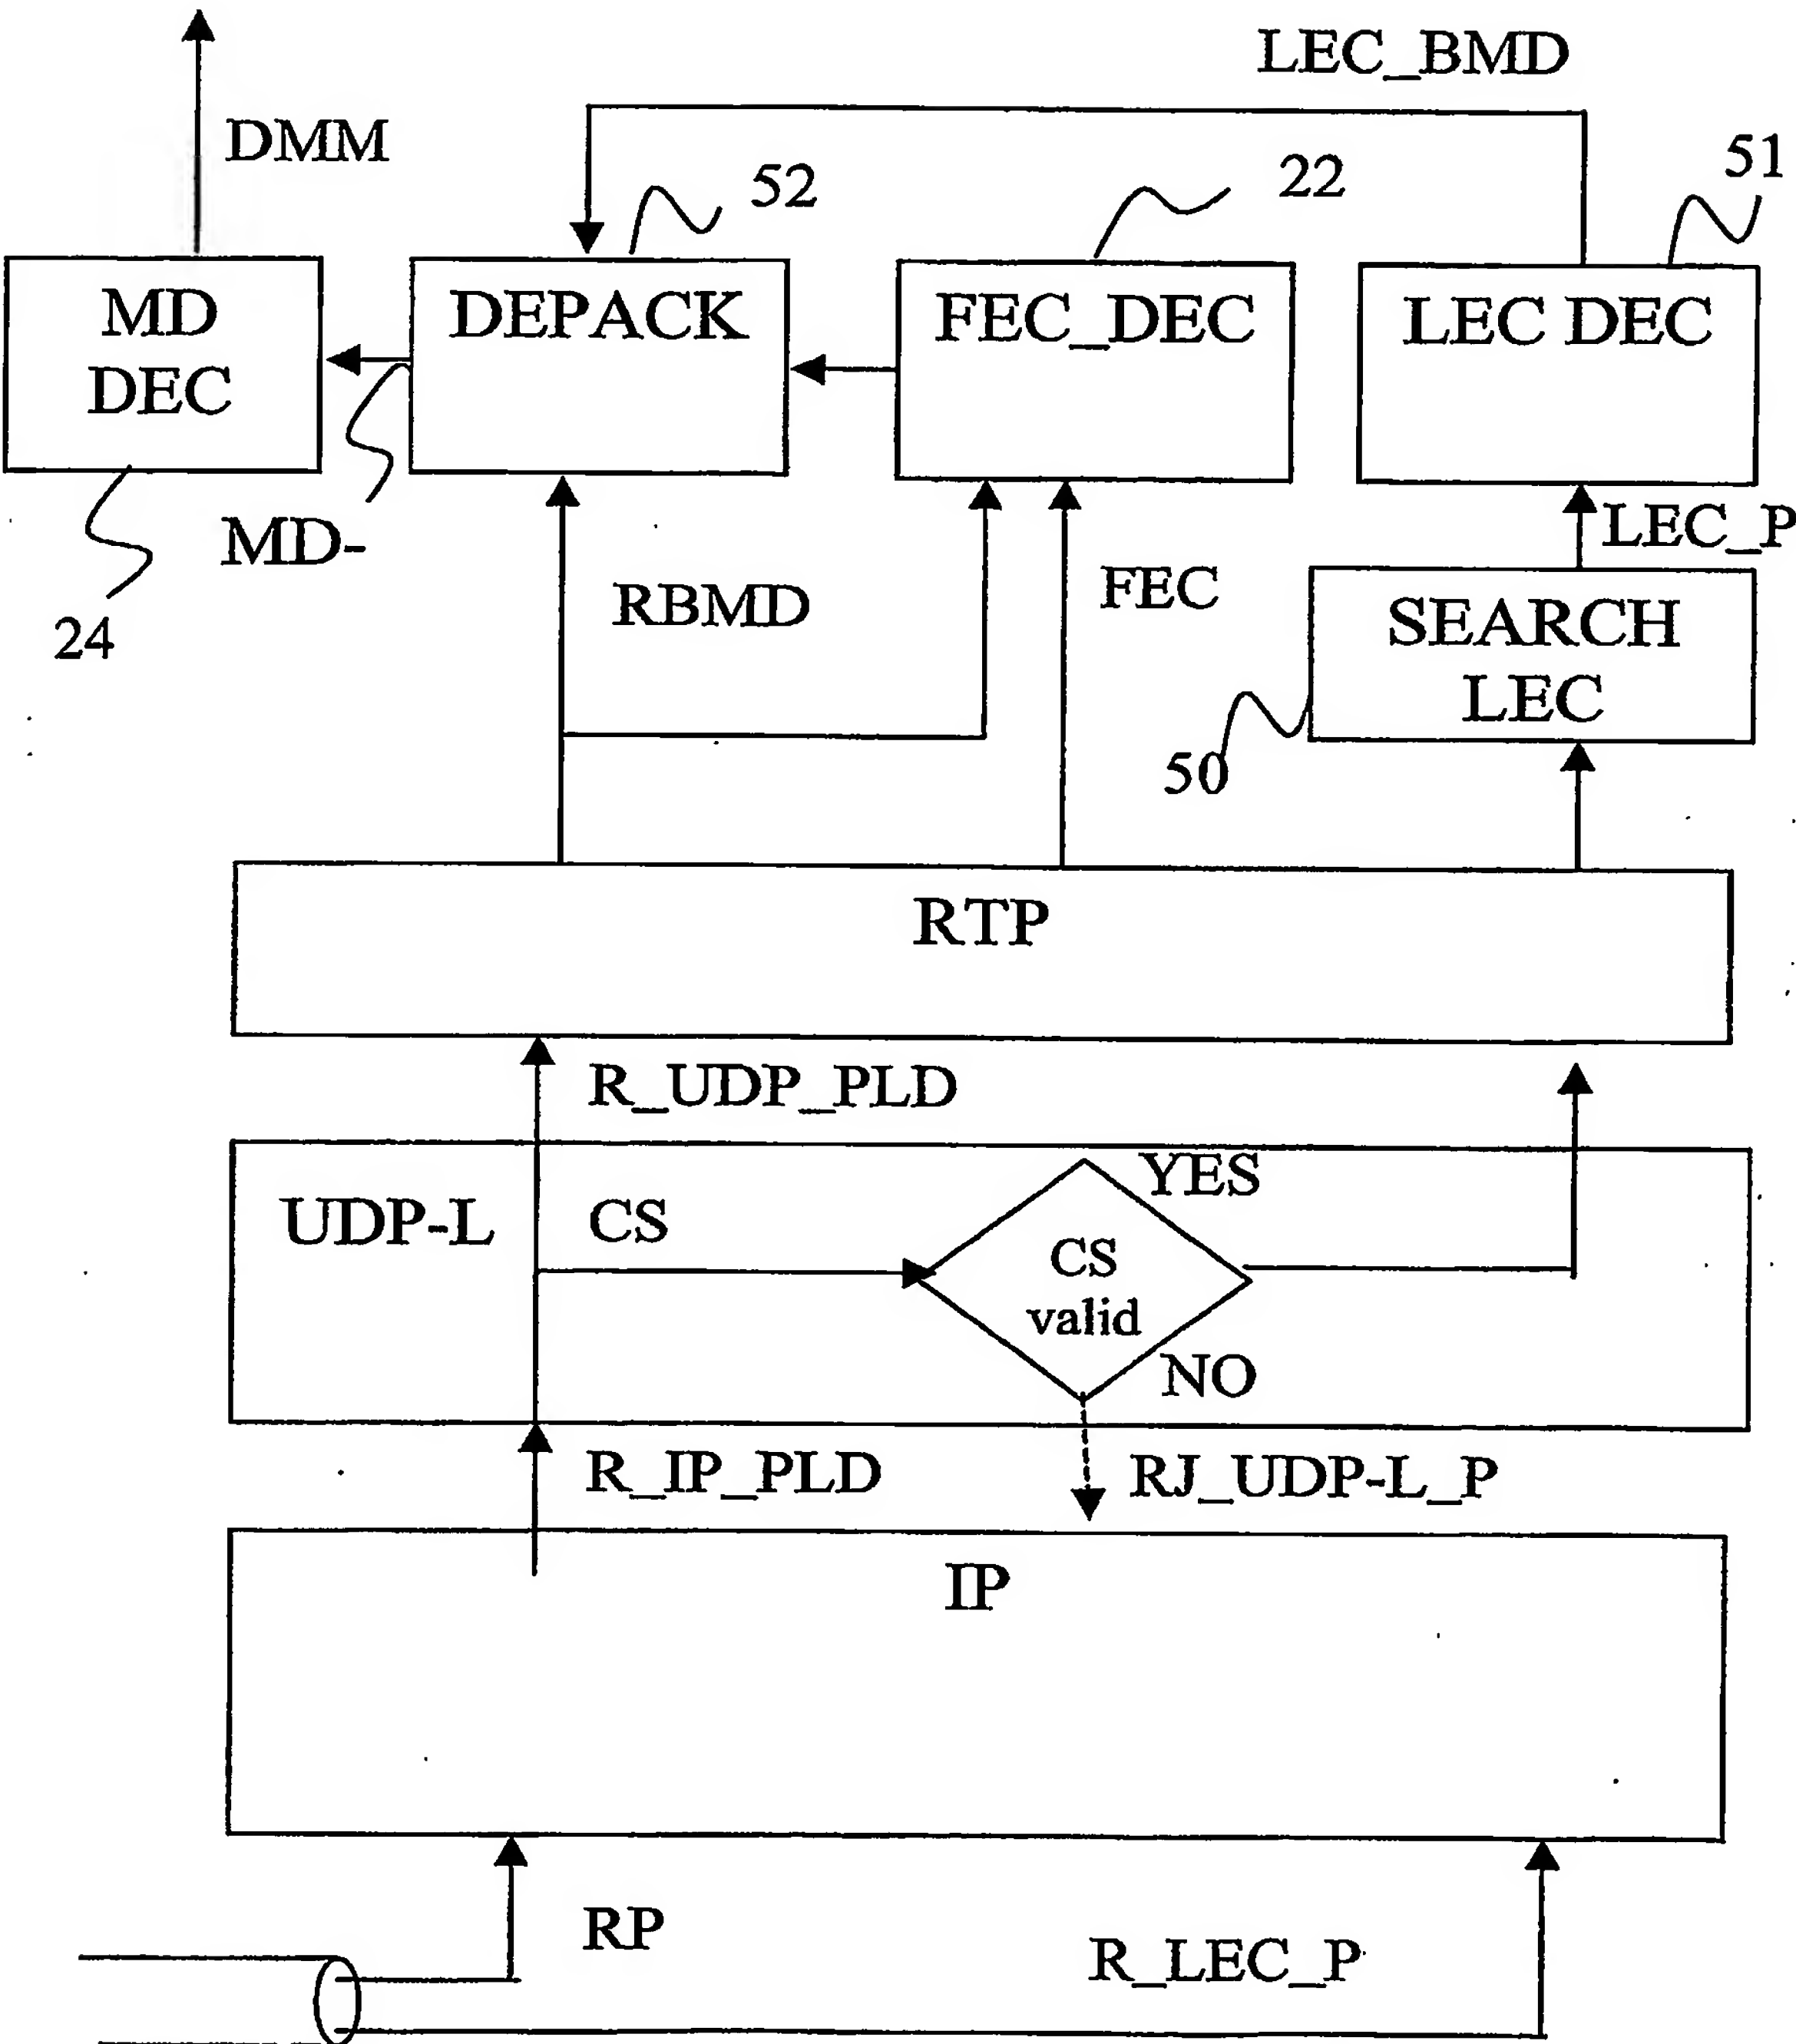 LEC_BMD
DMM
52
22
51
MD
DEC
DEPACK
FEC_DEC
LEC DEC
MD-
LEC_P
24
RBMD
FEC
SEARCH
LEC
50
RTP
R_UDP_PLD
YES
UDP-L
CS
CS
valid
NO
R_IP_PLD
RJ_UDP-L_P
IP
RP
R_LEC_P